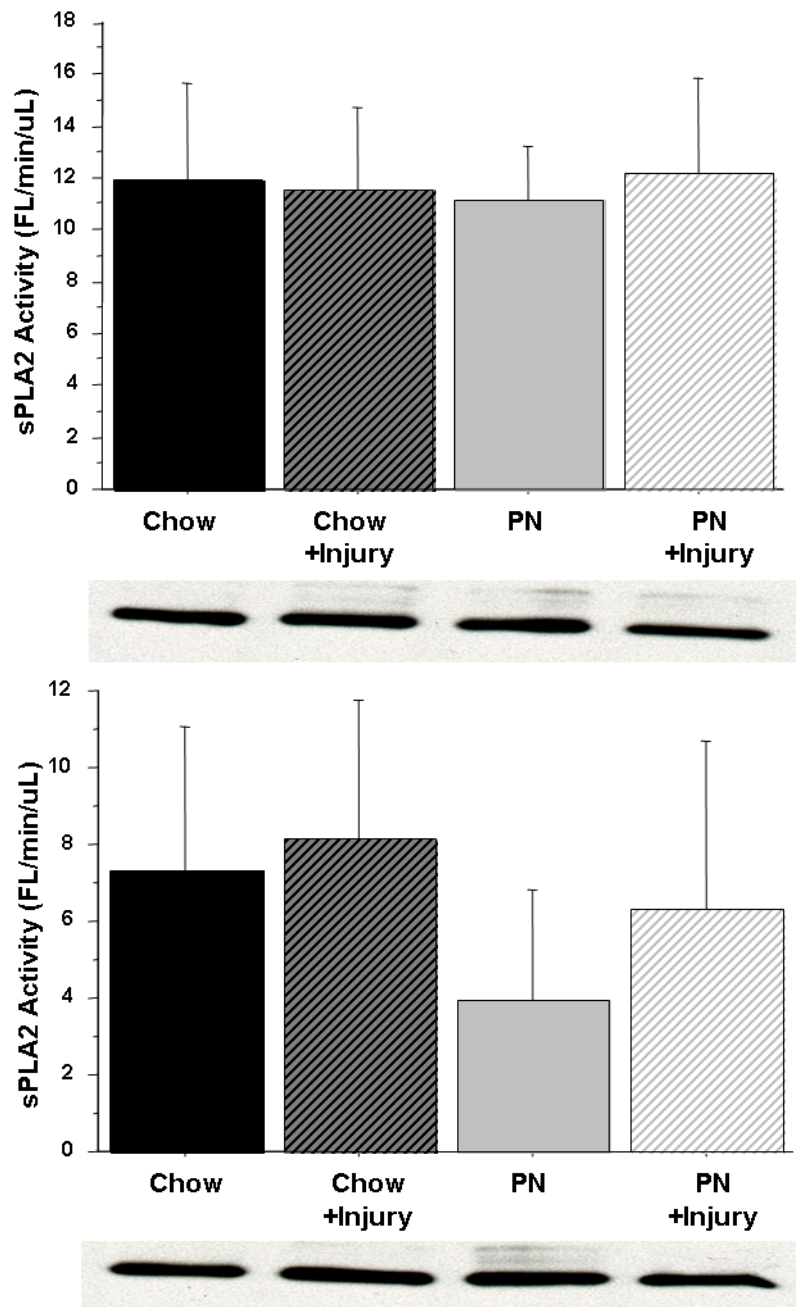 sPLA2 Activity (FL/min/uL)
18
16
14
12
10
8
6
4
2
0
Chow
Chow
+Injury
PN
PN
+Injury
sPLA2 Activity (FL/min/uL)
12
10
8
6
4
2
0
Chow
Chow
+Injury
PN
PN
+Injury